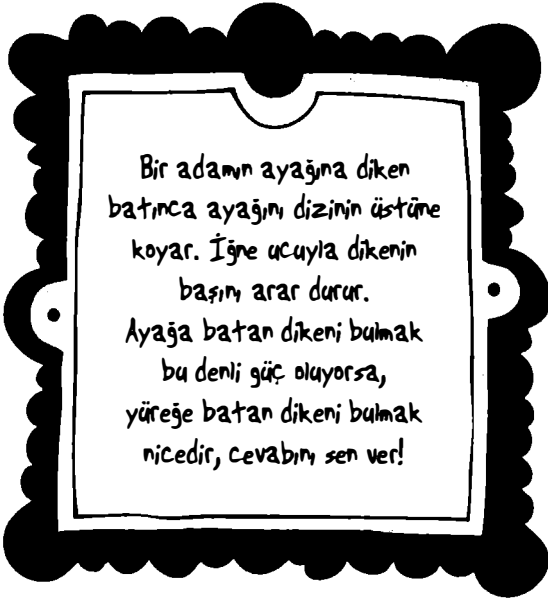 Bir adamın ayağına diken
batınca ayağını dizinin üstüne
koyar. İğne ucuyla dikenin
başını arar durur.
Ayağa batan dikeni bulmak
bu denli güç oluyorsa,
yüreğe batan dikeni bulmak
nicedir, cevabını sen ver!